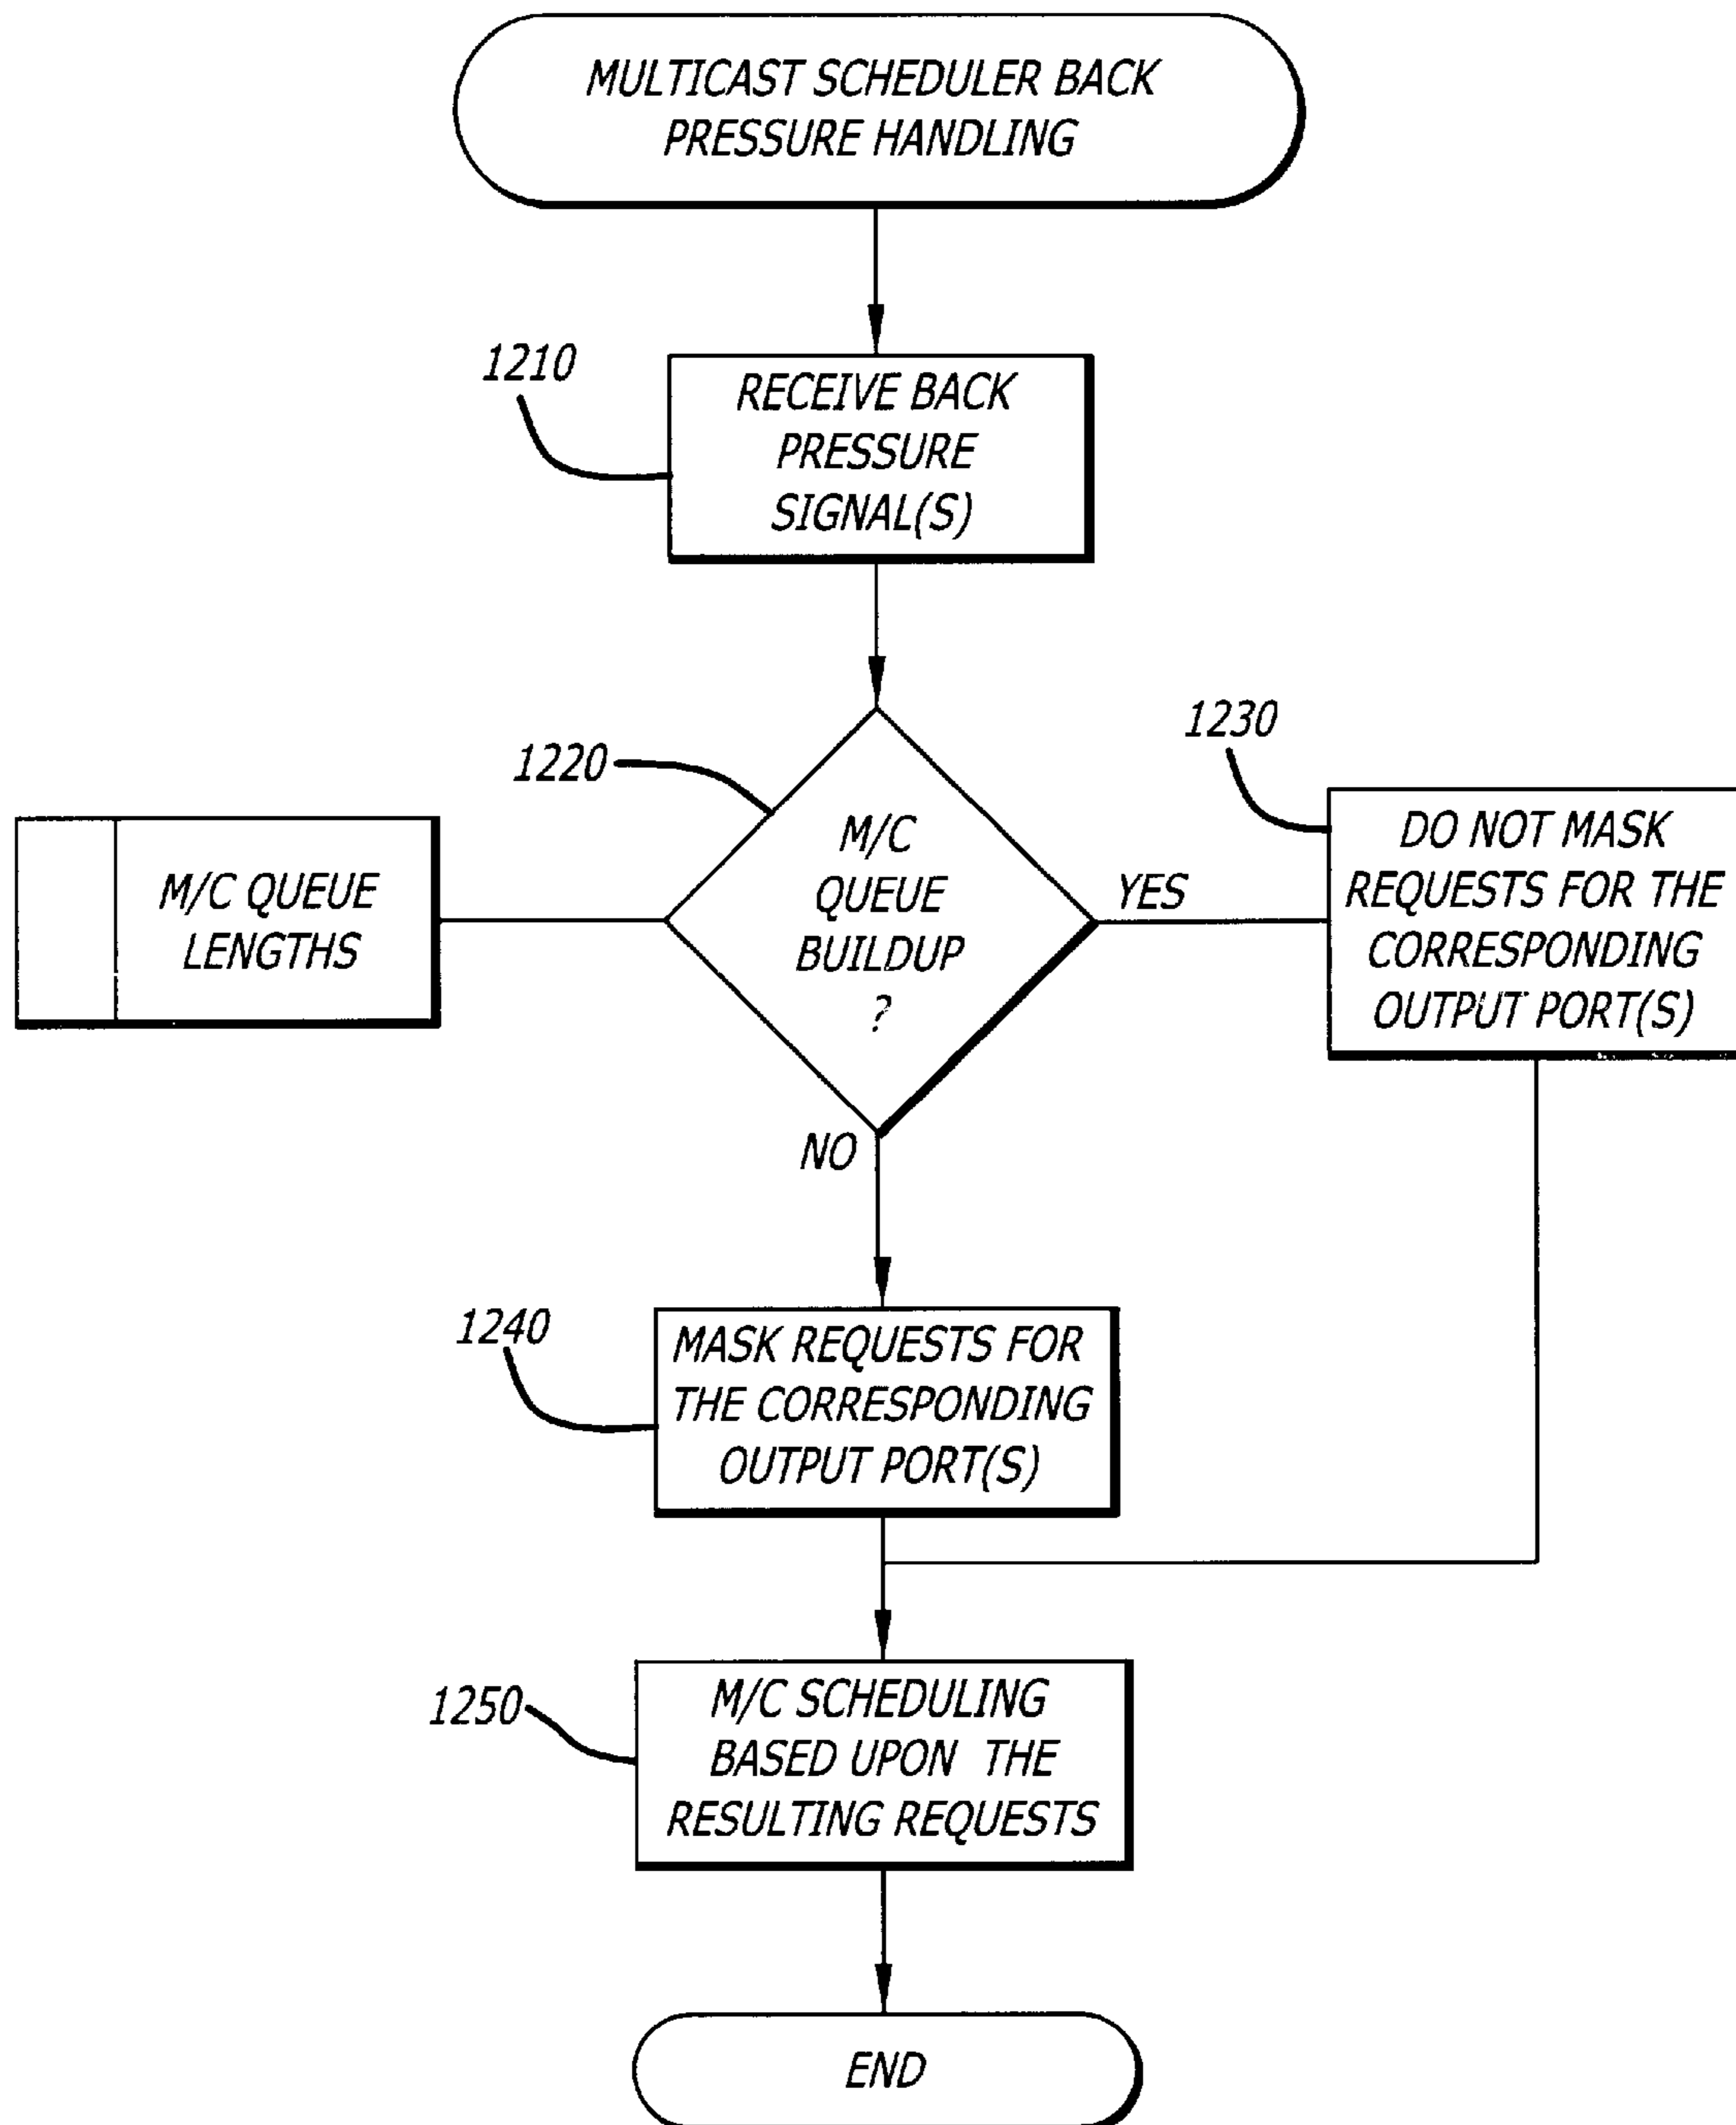 MULTICAST SCHEDULER BACK
PRESSURE HANDLING
1210
RECEIVE BACK
PRESSURE
SIGNAL(S)
1220
M/C
QUEUE
BUILDUP
?
M/C QUEUE
LENGTHS
YES
1230
DO NOT MASK
REQUESTS FOR THE
CORRESPONDING
OUTPUT PORT(S)
NO
1240
MASK REQUESTS FOR
THE CORRESPONDING
OUTPUT PORT(S)
1250
M/C SCHEDULING
BASED UPON THE
RESULTING REQUESTS
END